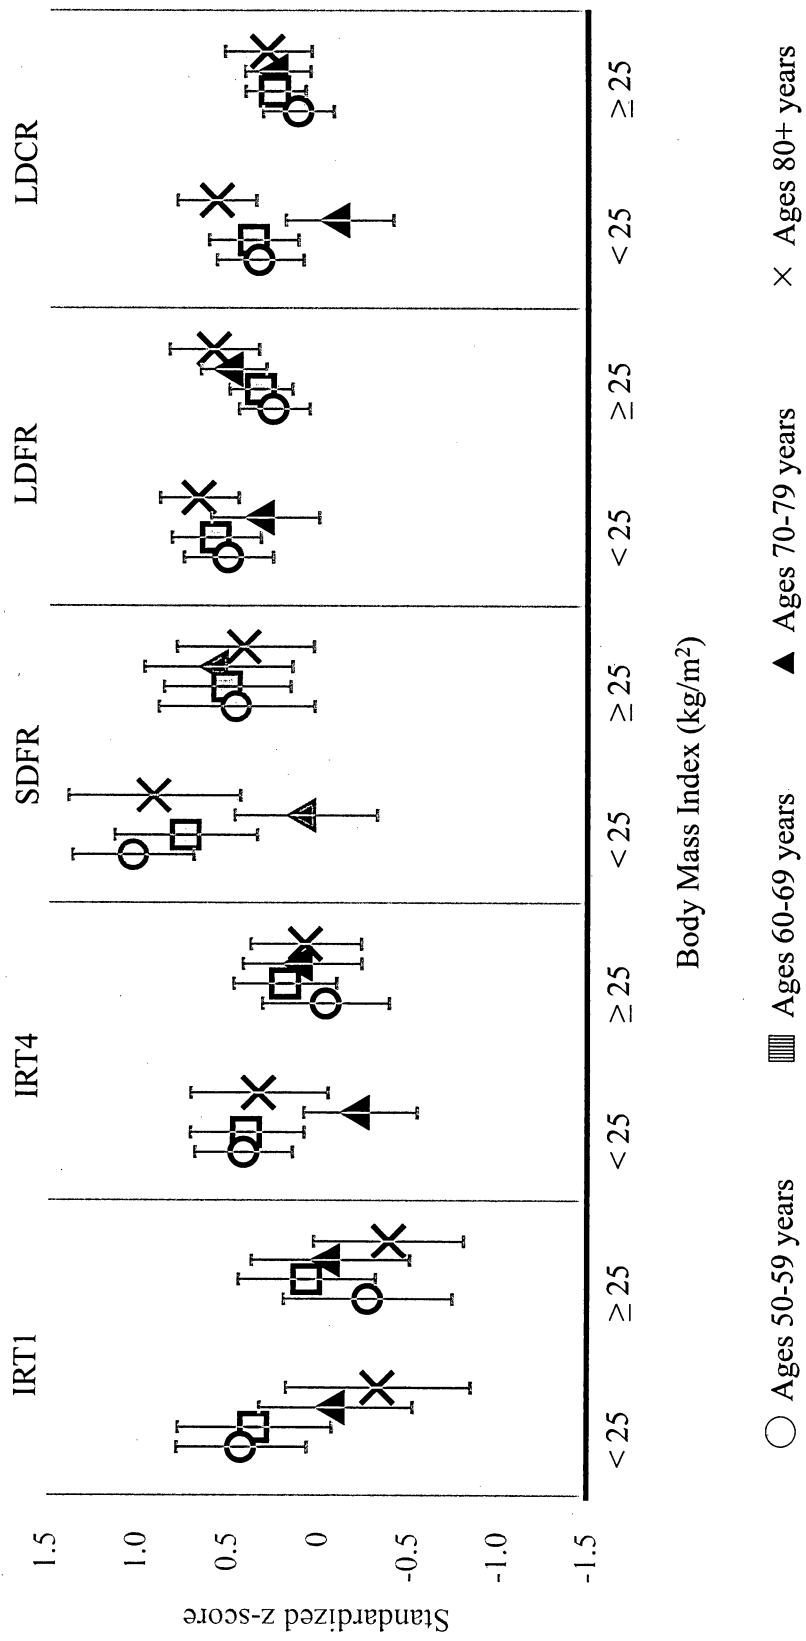 IRT1 IRT4 SDFR LDFR LDCR
1.5
1.0
0.5
0
-0.5
-1.0
-1.5
Standardized z-score
<25 ≥25 <25 ≥25 <25 ≥25 <25 ≥25 <25 ≥25
Body Mass Index (kg/m²)
Ages 50-59 years Ages 60-69 years Ages 70-79 years Ages 80+ years